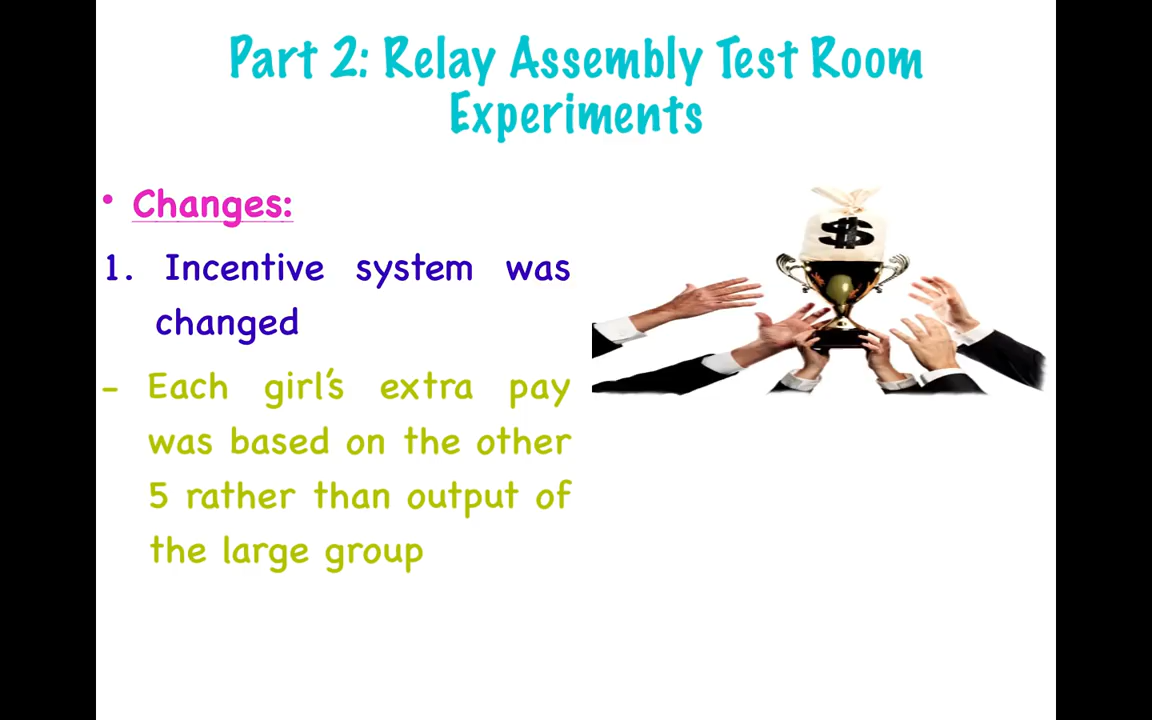 Part 2: Relay Assembly Test Room
Experiments
• Changes:
1. Incentive system was
changed
- Each girl's extra pay
was based on the other
5 rather than output of
the large group
$